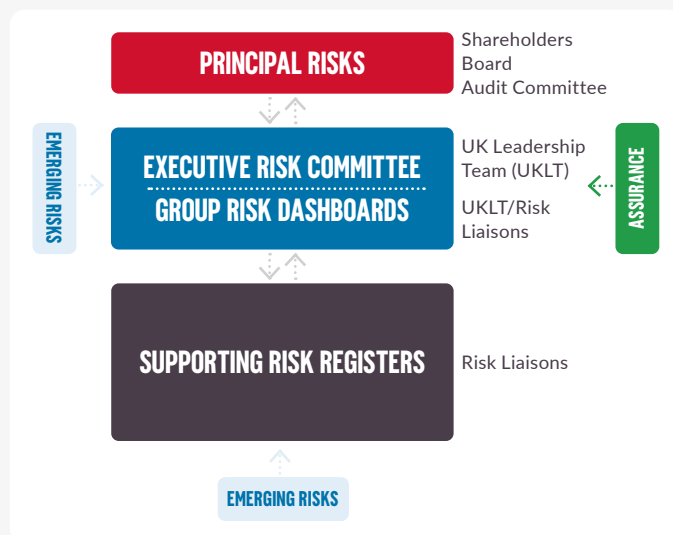 PRINCIPAL RISKS
Shareholders
Board
Audit Committee
EMERGING RISKS
EXECUTIVE RISK COMMITTEE
GROUP RISK DASHBOARDS
UK Leadership
Team (UKLT)
UKLT/Risk
Liaisons
ASSURANCE
SUPPORTING RISK REGISTERS
Risk Liaisons
EMERGING RISKS